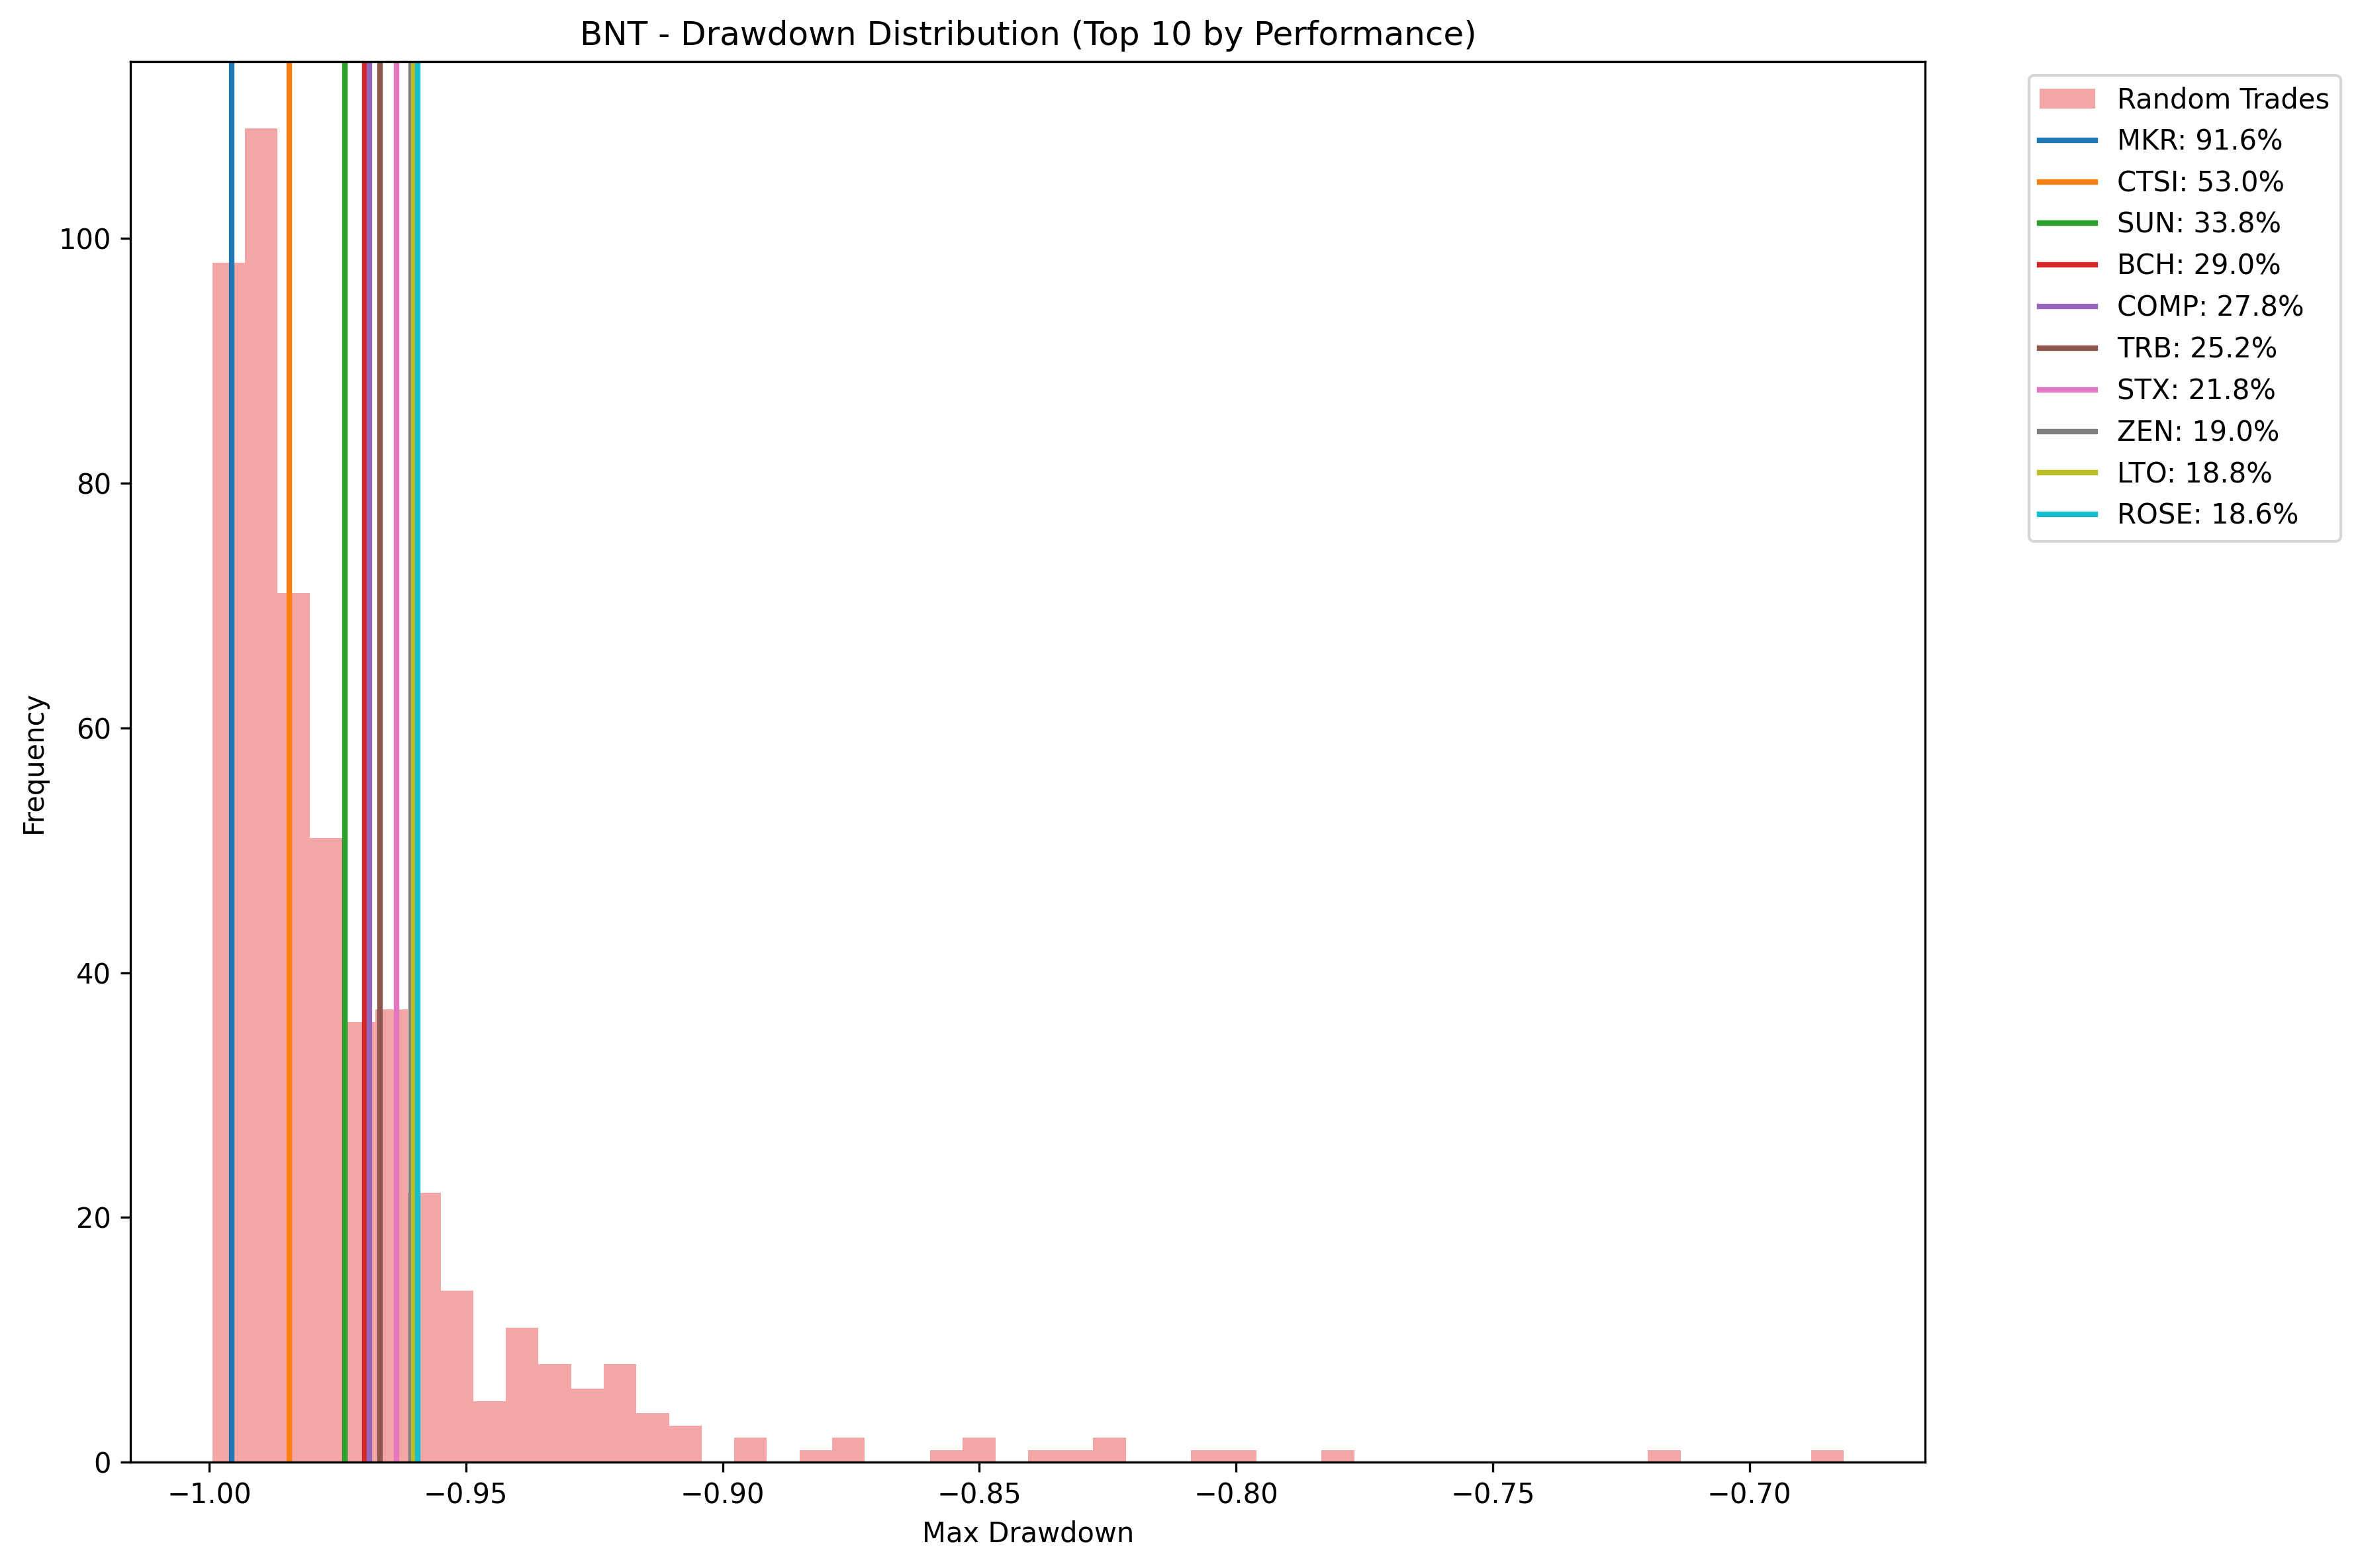 BNT - Drawdown Distribution (Top 10 by Performance)
Random Trades
MKR: 91.6%
CTSI: 53.0%
SUN: 33.8%
BCH: 29.0%
COMP: 27.8%
TRB: 25.2%
STX: 21.8%
ZEN: 19.0%
LTO: 18.8%
ROSE: 18.6%
Frequency
100
80
60
40
20
0
−1.00
−0.95
−0.90
−0.85
−0.80
−0.75
−0.70
Max Drawdown